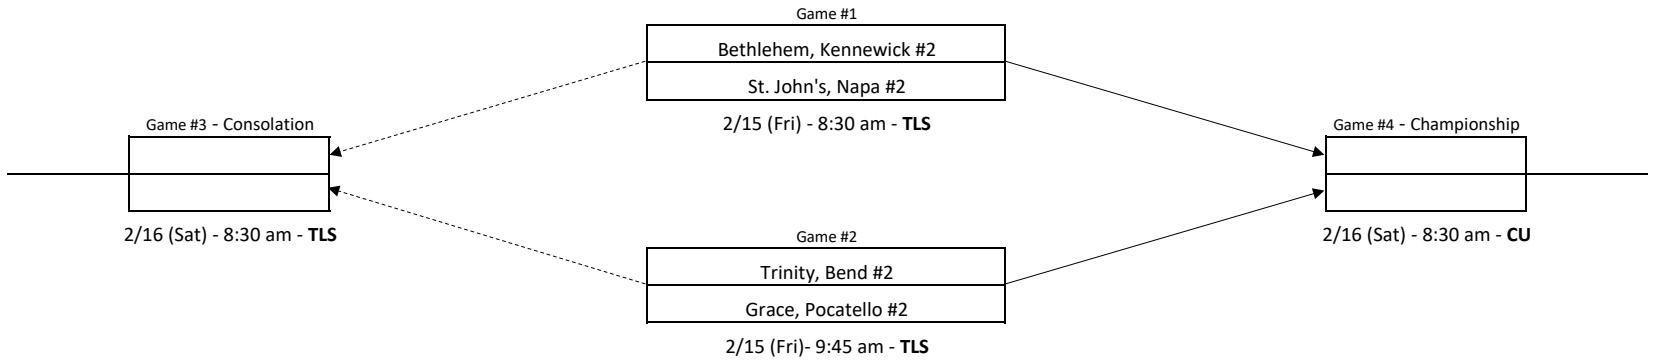 Game #1
Bethlehem, Kennewick #2
St. John's, Napa #2
2/15 (Fri) - 8:30 am - TLS
Game #3 - Consolation
2/16 (Sat) - 8:30 am - TLS
Game #4 - Championship
2/16 (Sat) - 8:30 am - CU
Game #2
Trinity, Bend #2
Grace, Pocatello #2
2/15 (Fri)- 9:45 am - TLS